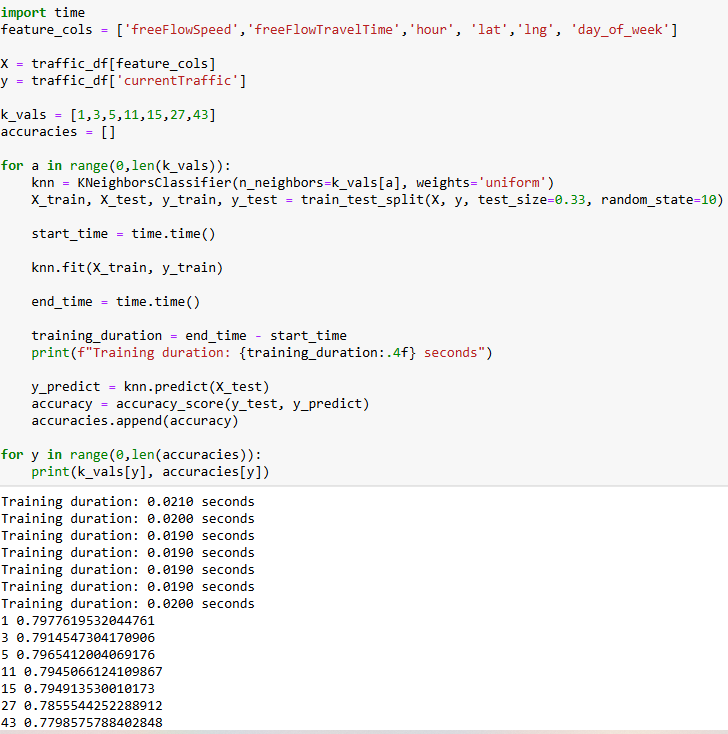 import time
feature_cols = ['freeFlowSpeed','freeFlowTravelTime','hour', 'lat','lng', 'day_of_week']
X = traffic_df[feature_cols]
y = traffic_df['currentTraffic']
k_vals = [1,3,5,11,15,27,43]
accuracies = []
for a in range(0,len(k_vals)):
    knn = KNeighborsClassifier(n_neighbors=k_vals[a], weights='uniform')
    X_train, X_test, y_train, y_test = train_test_split(X, y, test_size=0.33, random_state=10)
    start_time = time.time()
    knn.fit(X_train, y_train)
    end_time = time.time()
    training_duration = end_time - start_time
    print(f"Training duration: {training_duration:.4f} seconds")
    y_predict = knn.predict(X_test)
    accuracy = accuracy_score(y_test, y_predict)
    accuracies.append(accuracy)
for y in range(0,len(accuracies)):
    print(k_vals[y], accuracies[y])
Training duration: 0.0210 seconds
Training duration: 0.0200 seconds
Training duration: 0.0190 seconds
Training duration: 0.0190 seconds
Training duration: 0.0190 seconds
Training duration: 0.0190 seconds
Training duration: 0.0200 seconds
1 0.7977619532044761
3 0.7914547304170906
5 0.7965412004069176
11 0.7945066124109867
15 0.794913530010173
27 0.7855544252288912
43 0.7798575788402848